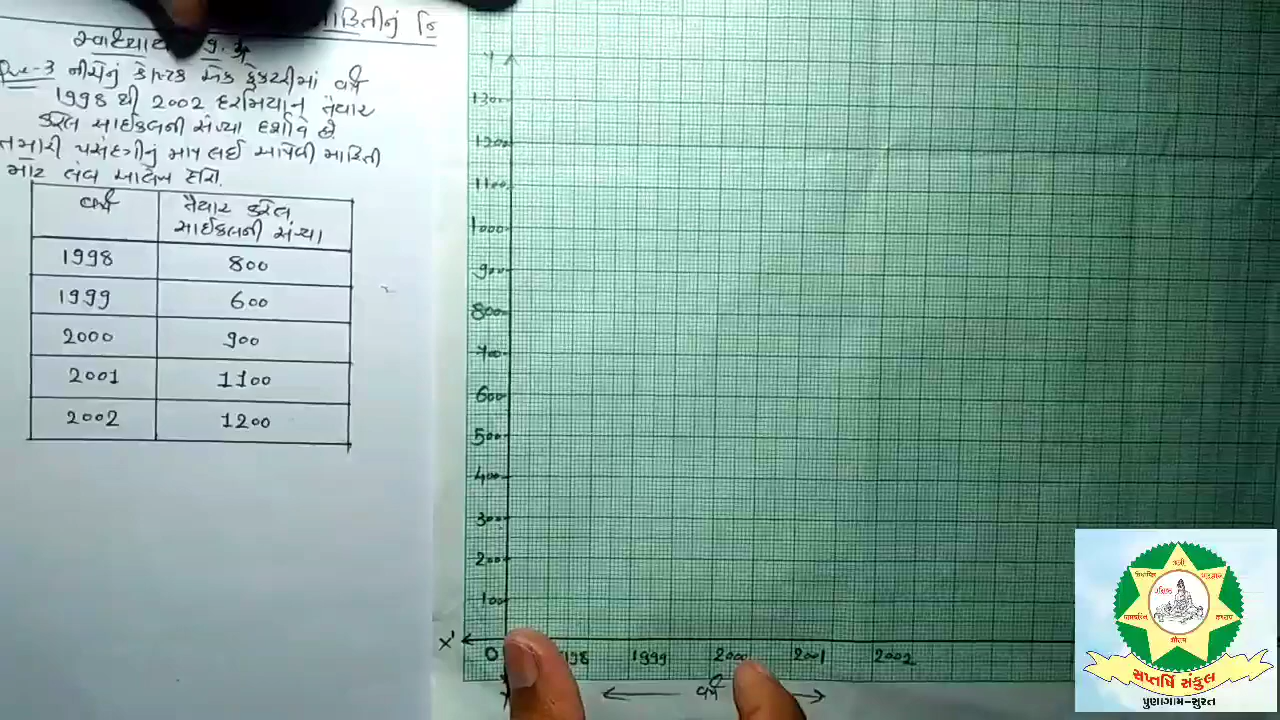 માહિતીનું નિ
સ્વાધ્યાય
નીચેનું કોષ્ટક એક ફેક્ટરીમાં વર્ષ
1998 થી 2002 દરમિયાન તૈયાર
કરેલ સાઈકલની સંખ્યા દર્શાવે છે
તમારી પસંદગીનું માપ લઈ આપેલી માહિતી
માટે લંબ આલેખ દોરો.
વર્ષ તૈયાર કરેલ સાઈકલની સંખ્યા
1998 800
1999 600
2000 900
2001 1100
2002 1200
Y
1300
1200
1100
1000
900
800
700
600
500
400
300
200
100
X' 0 1999 2001 2002
વર્ષ
સપ્તર્ષિ સંકુલ
પુણાગામ-સુરત